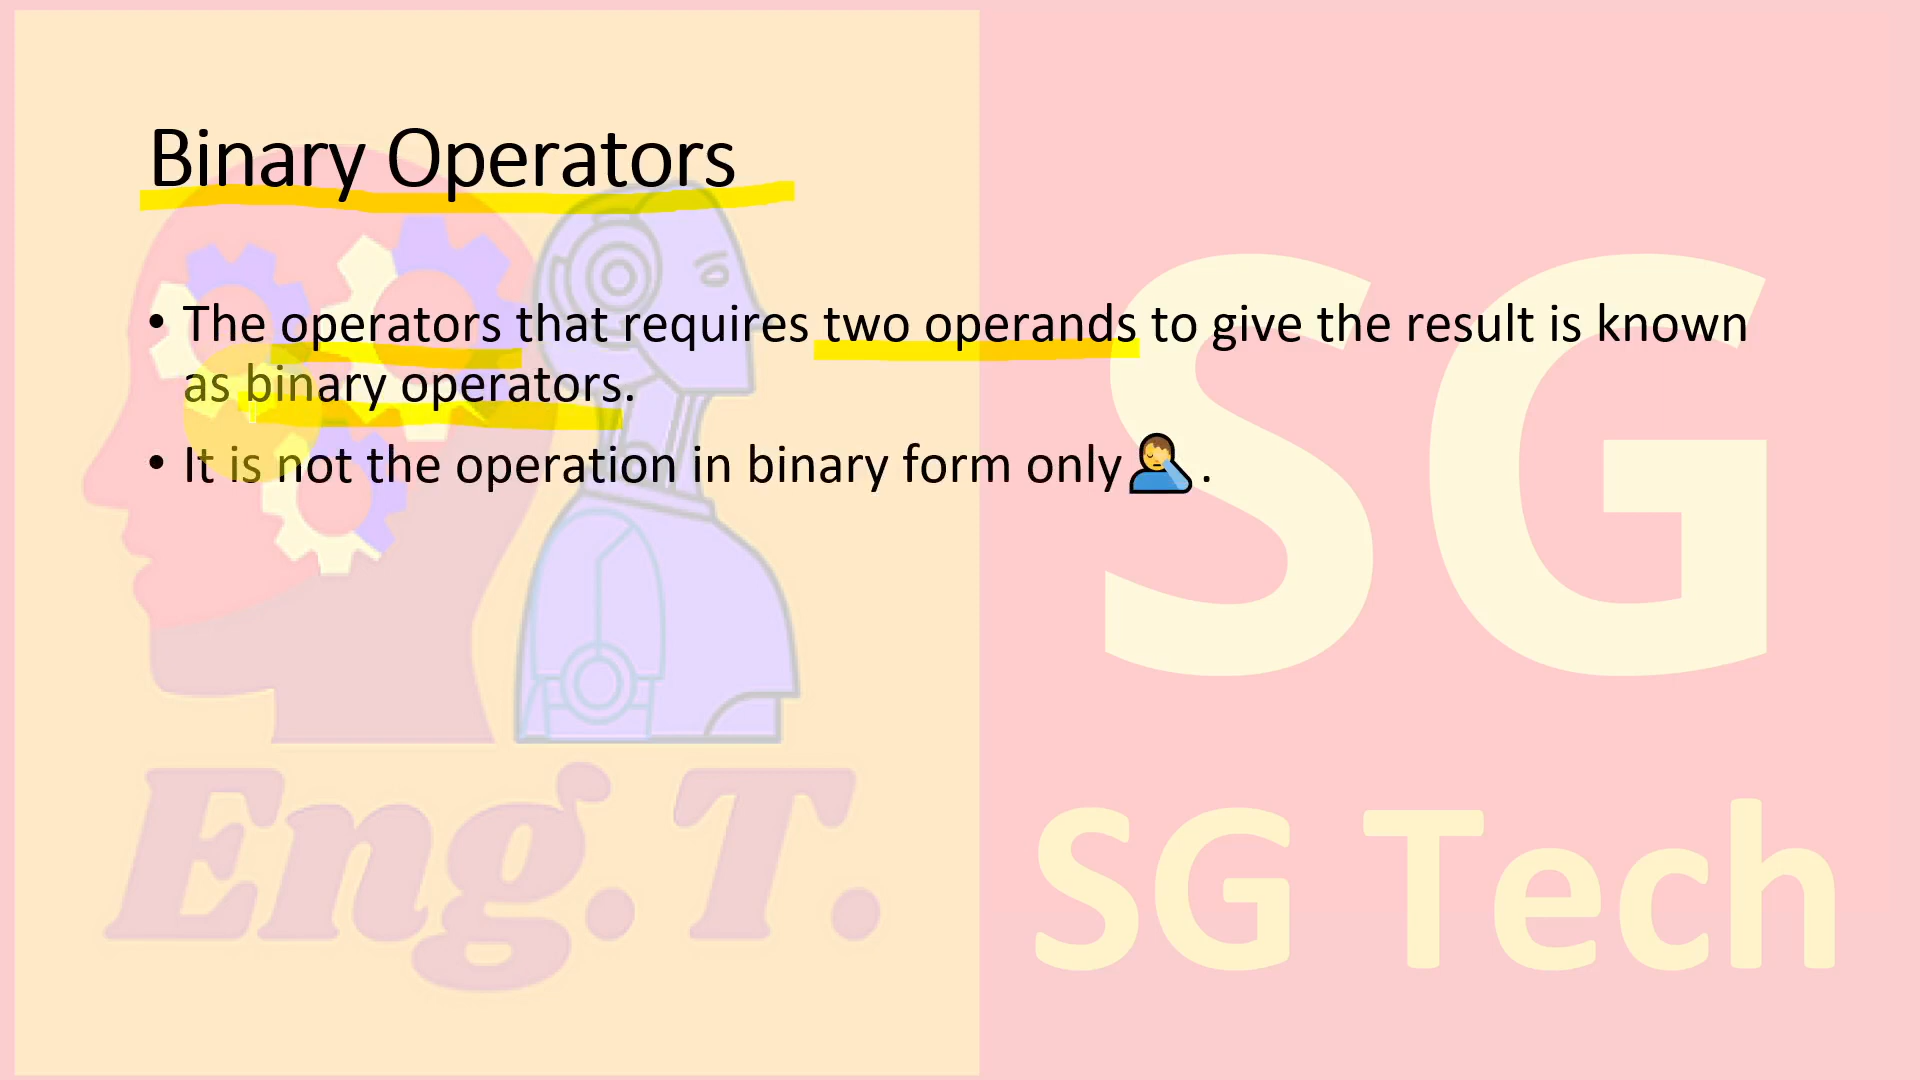 Binary Operators
• The operators that requires two operands to give the result is known
as binary operators.
• It is not the operation in binary form only🤦‍♂️.
SG
Eng.T.
SG Tech